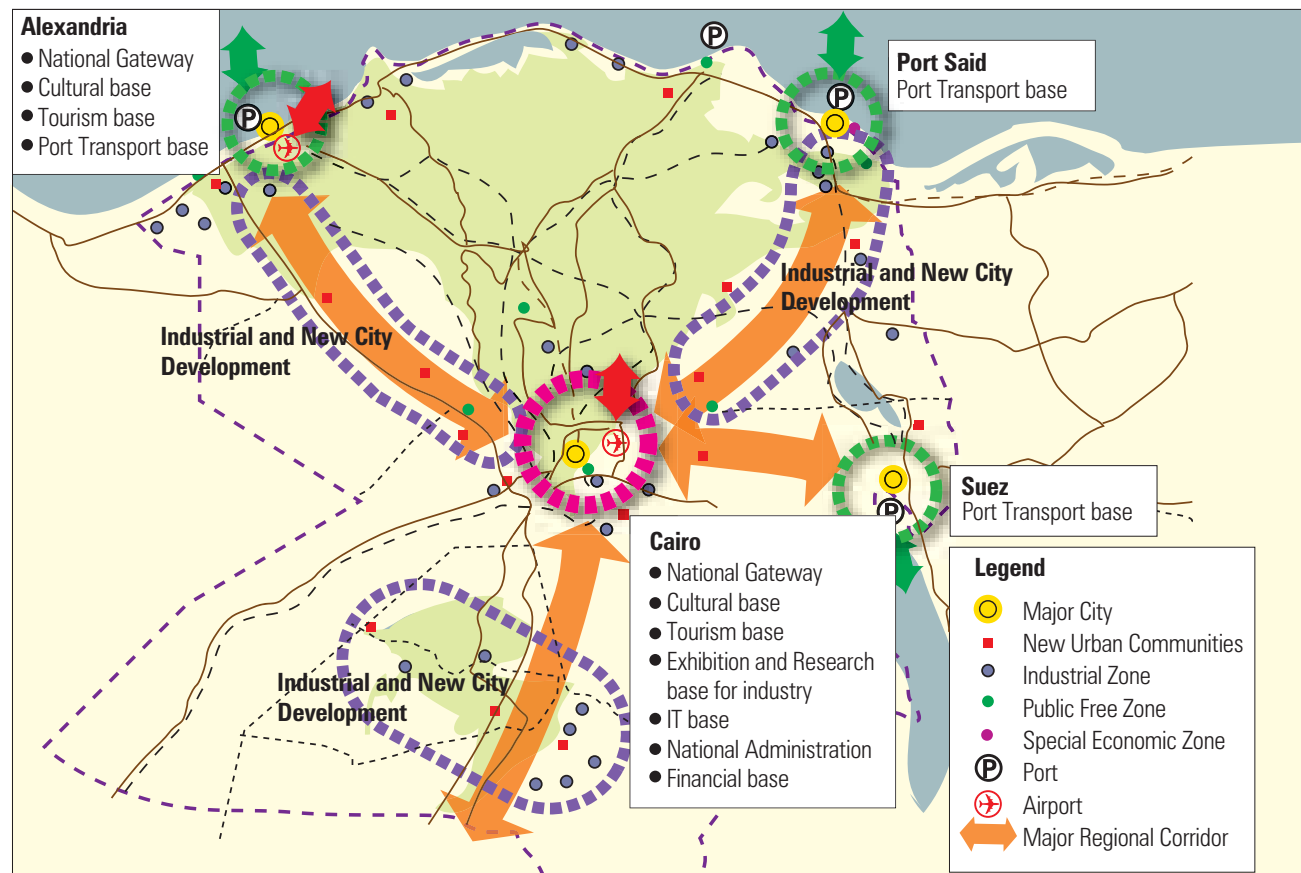 Alexandria
● National Gateway
● Cultural base
● Tourism base
● Port Transport base
P
P
P
Port Said
Port Transport base
Industrial and New City
Development
Industrial and New City
Development
Suez
Port Transport base
P
Cairo
● National Gateway
● Cultural base
● Tourism base
● Exhibition and Research
base for industry
● IT base
● National Administration
● Financial base
Industrial and New City
Development
Legend
Major City
New Urban Communities
Industrial Zone
Public Free Zone
Special Economic Zone
P Port
Airport
Major Regional Corridor